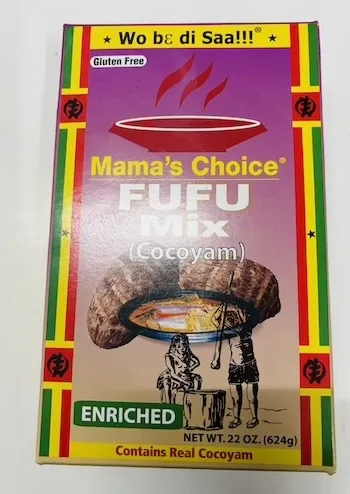 ★ Wo bɛ di Saa!!!® ★
Gluten Free
Mama's Choice®
FUFU
Mix
(Cocoyam)
ENRICHED
NET WT. 22 OZ. (624g)
Contains Real Cocoyam